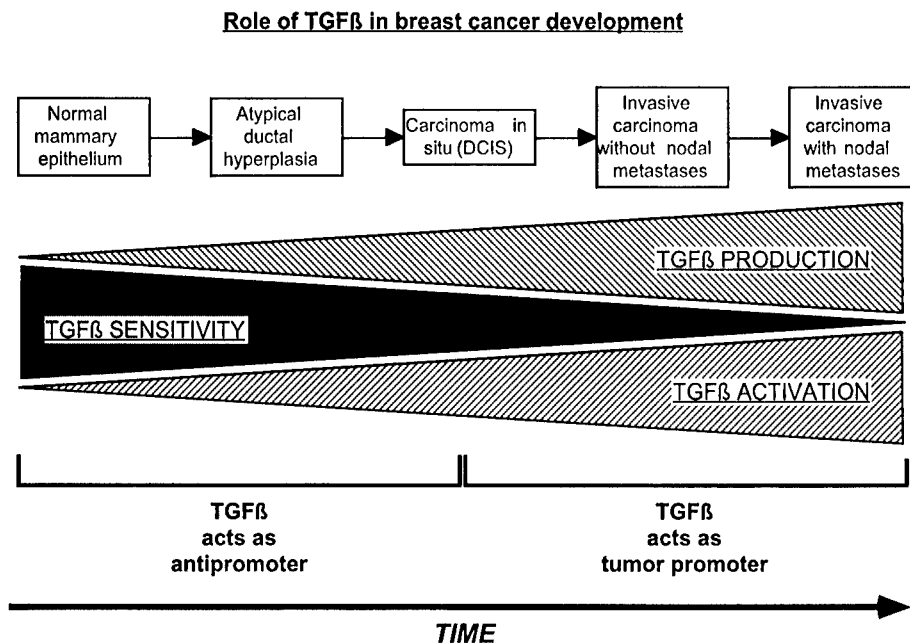 Role of TGFß in breast cancer development
Normal
mammary
epithelium
Atypical
ductal
hyperplasia
Carcinoma in
situ (DCIS)
Invasive
carcinoma
without nodal
metastases
Invasive
carcinoma
with nodal
metastases
TGFß PRODUCTION
TGFß SENSITIVITY
TGFß ACTIVATION
TGFß
acts as
antipromoter
TGFß
acts as
tumor promoter
TIME